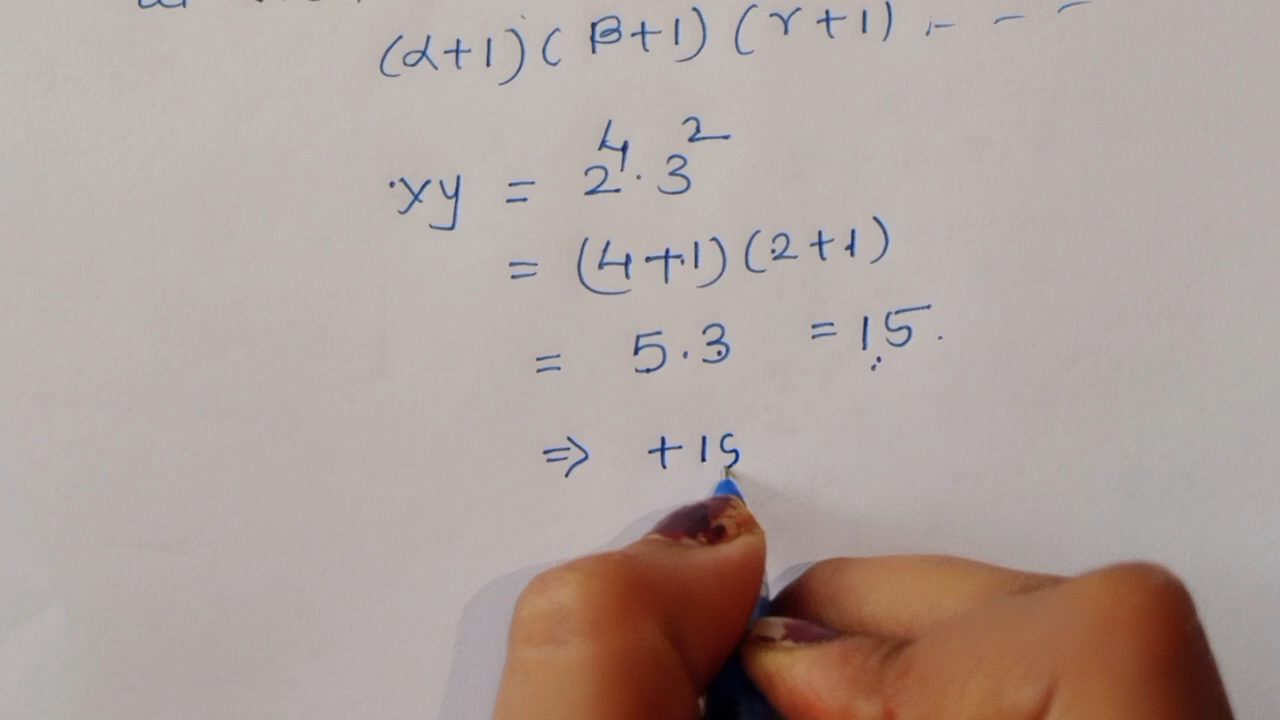 (α+1)(β+1)(γ+1) - - -
xy = 2⁴·3²
= (4+1)(2+1)
= 5.3 = 15.
⇒ +15